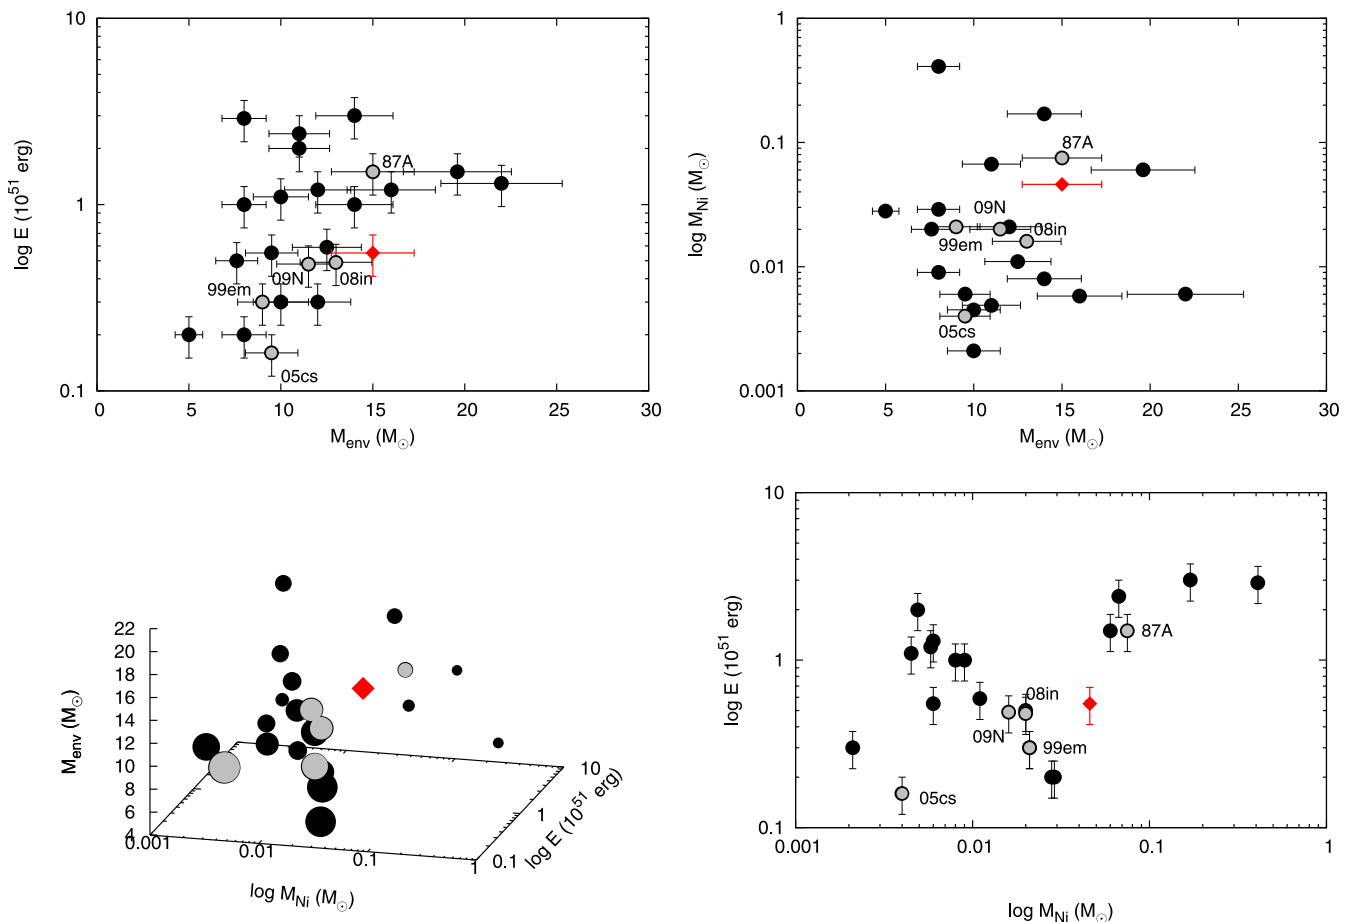 10
1
0.1
log E (10^51 erg)
87A
99em
09N
08in
05cs
0 5 10 15 20 25 30
M_env (M_⊙)
1
0.1
0.01
0.001
log M_Ni (M_⊙)
87A
09N
08in
99em
05cs
0 5 10 15 20 25 30
M_env (M_⊙)
22
20
18
16
14
12
10
8
6
4
M_env (M_⊙)
0.001 0.01 0.1 1
log M_Ni (M_⊙)
0.1 1 10
log E (10^51 erg)
10
1
0.1
log E (10^51 erg)
87A
08in
09N
99em
05cs
0.001 0.01 0.1 1
log M_Ni (M_⊙)